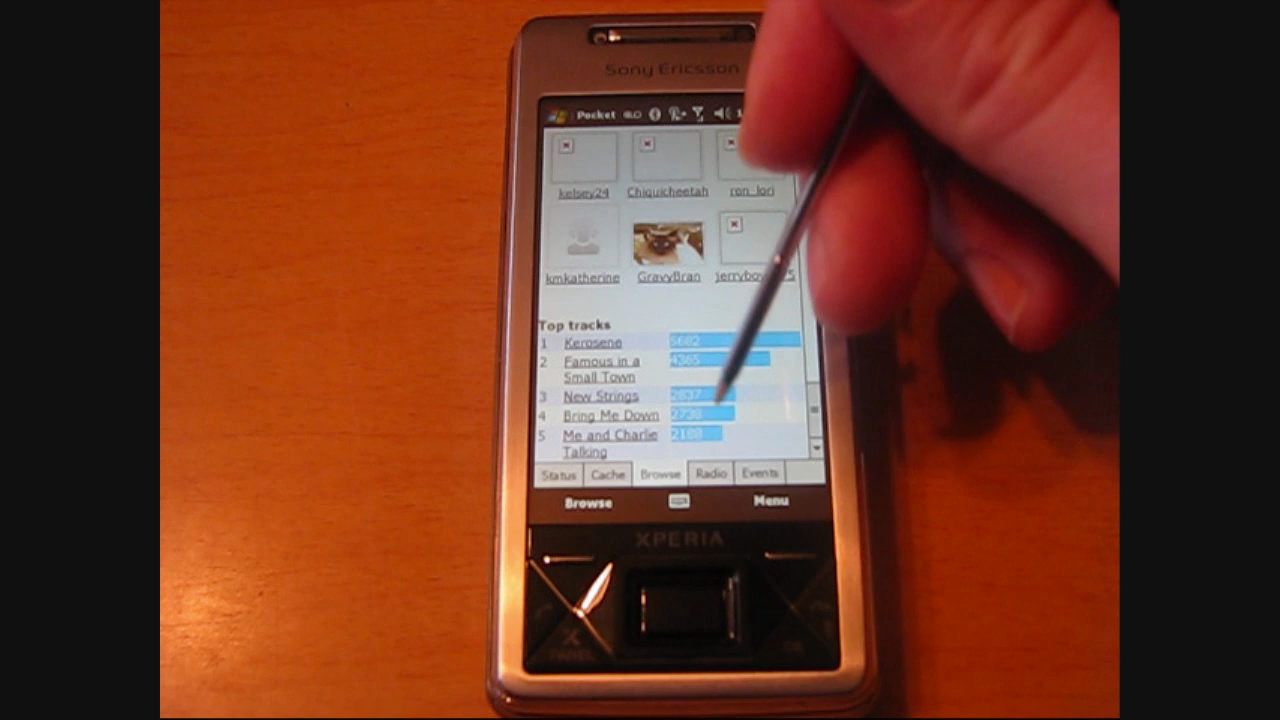 Sony Ericsson
Pocket
kelsey24 Chiquicheetah ron_lori
kmkatherine GravyBran
Top tracks
1 Kerosene 5682
2 Famous in a 4365
Small Town
3 New Strings 2837
4 Bring Me Down 2738
5 Me and Charlie 2188
Talking
Status Cache Browse Radio Events
Browse Menu
XPERIA